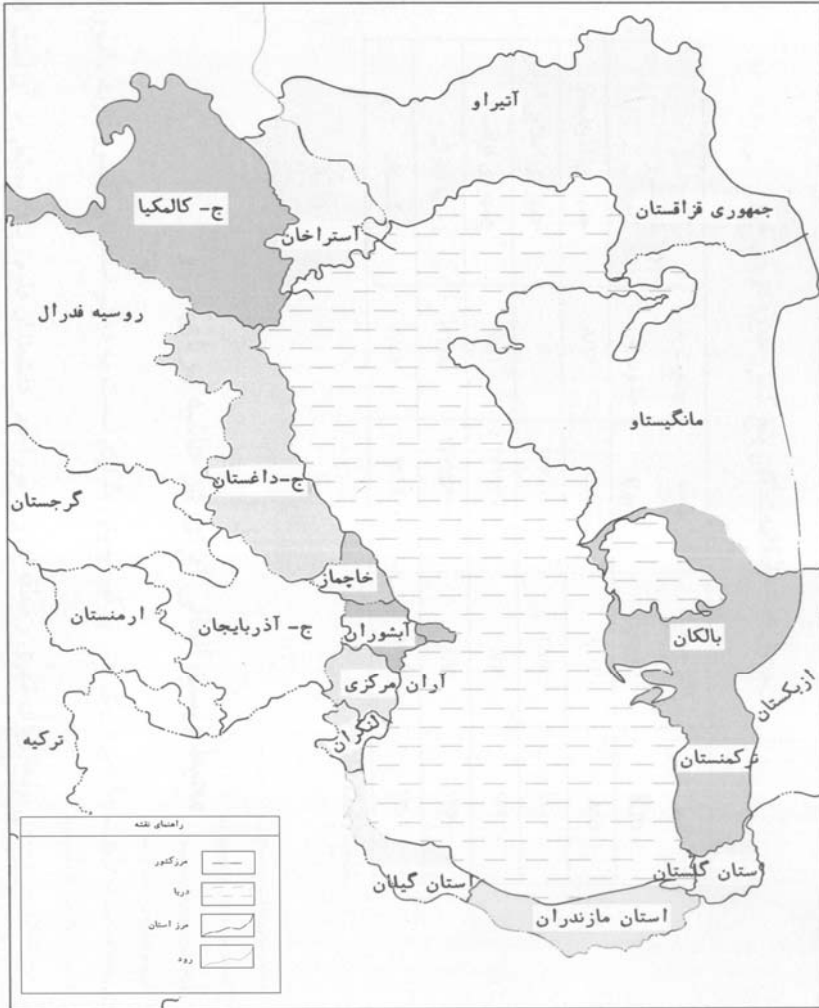 آتیراو
ج- کالمکیا
جمهوری قزاقستان
آستراخان
روسیه فدرال
مانگیستاو
ج-داغستان
گرجستان
خاچماز
ارمنستان
ج- آذربایجان
آبشوران
بالکان
آران مرکزی
ازبکستان
لنکران
ترکیه
ترکمنستان
راهنمای نقشه
مرزکشور
دریا
مرز استان
رود
استان گیلان
استان گلستان
استان مازندران